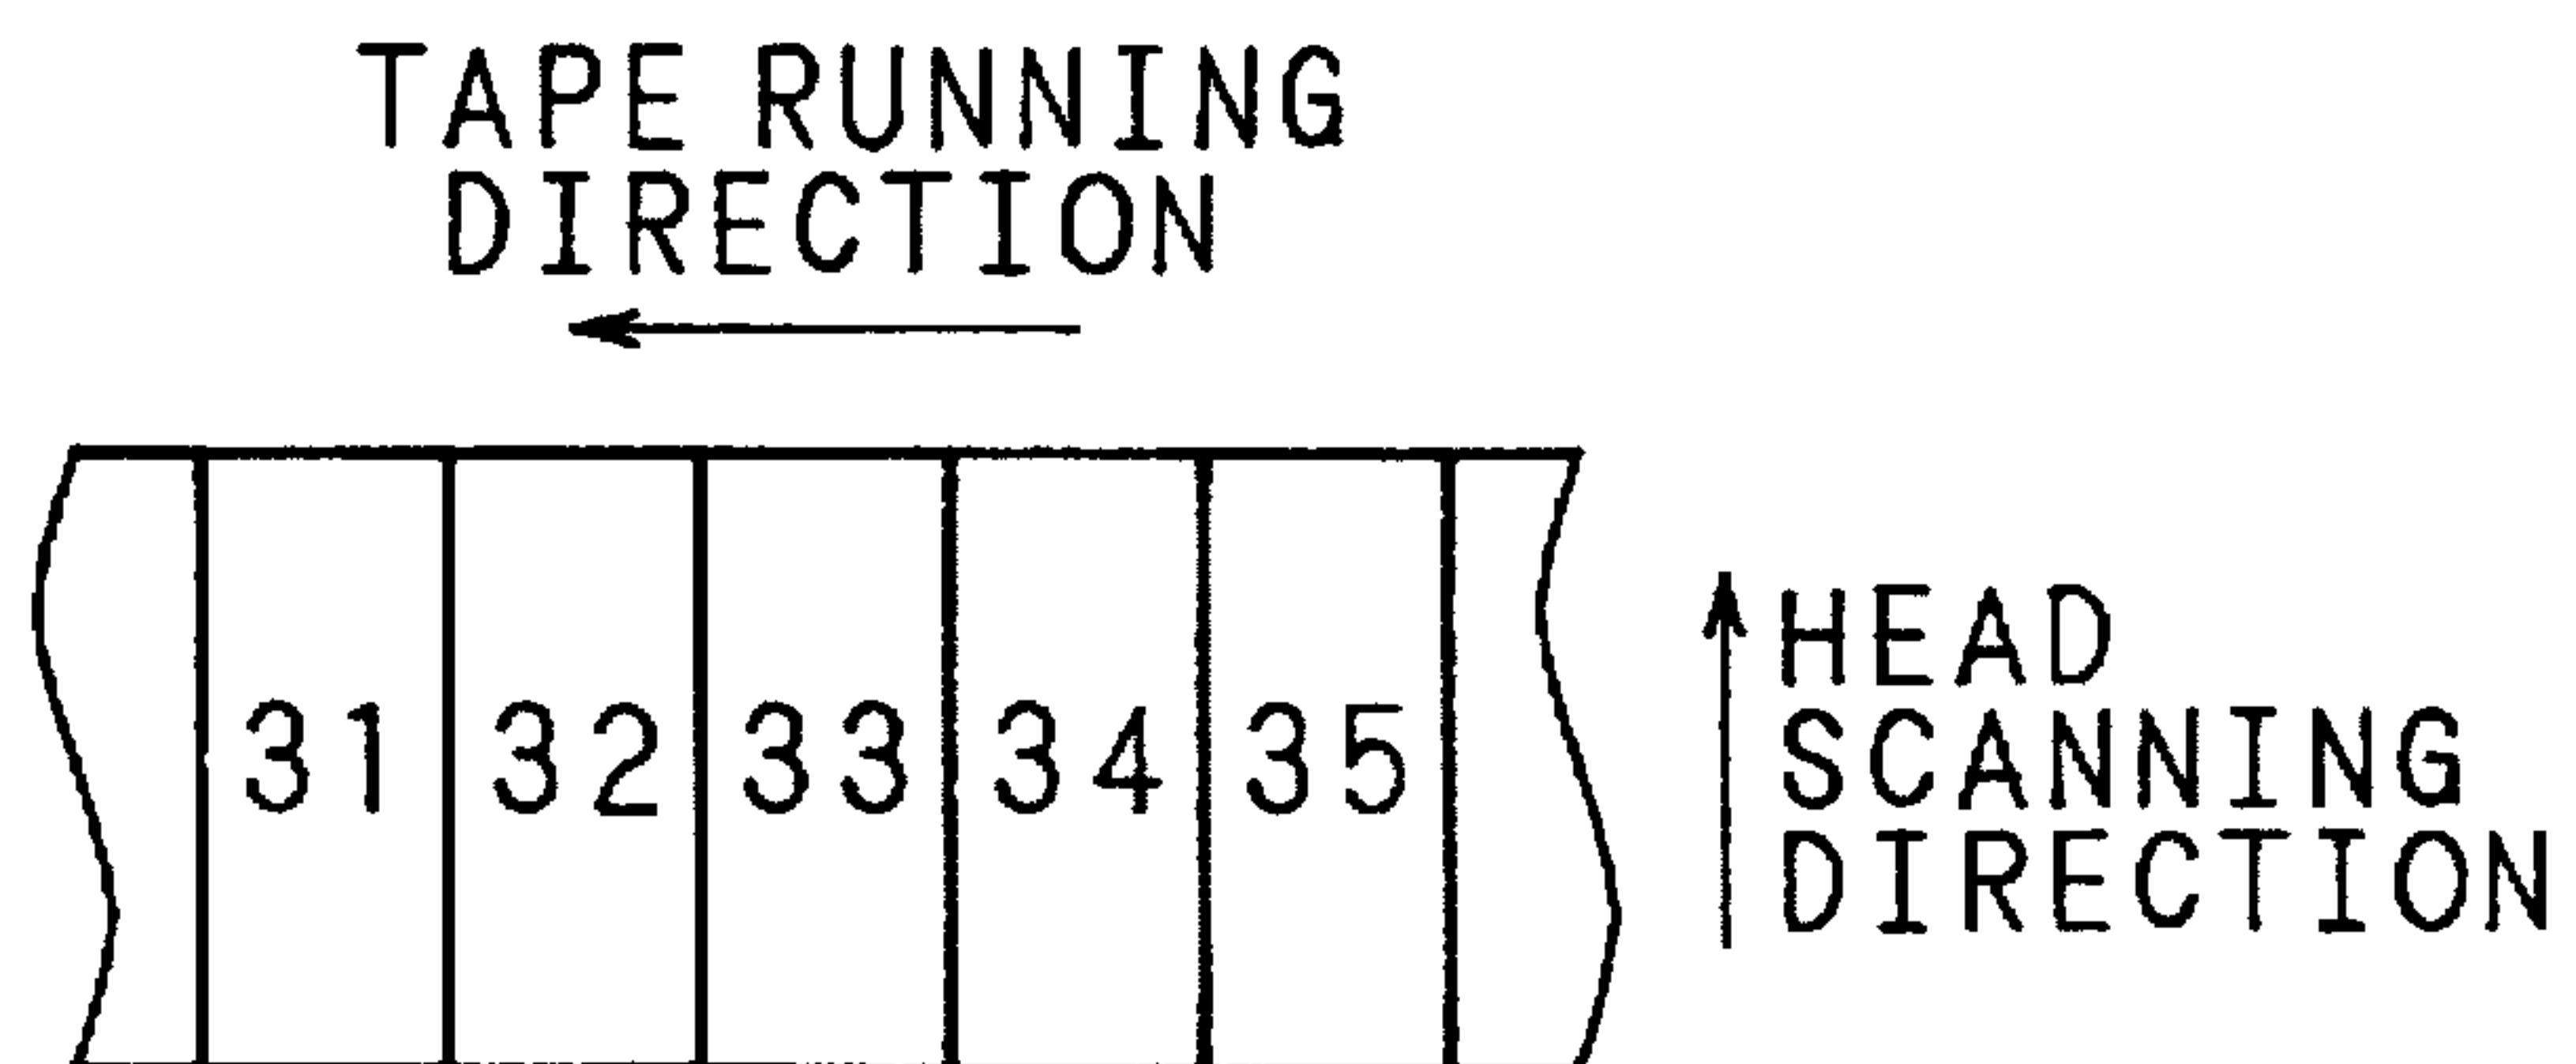 TAPE RUNNING
DIRECTION
31 32 33 34 35
HEAD
SCANNING
DIRECTION